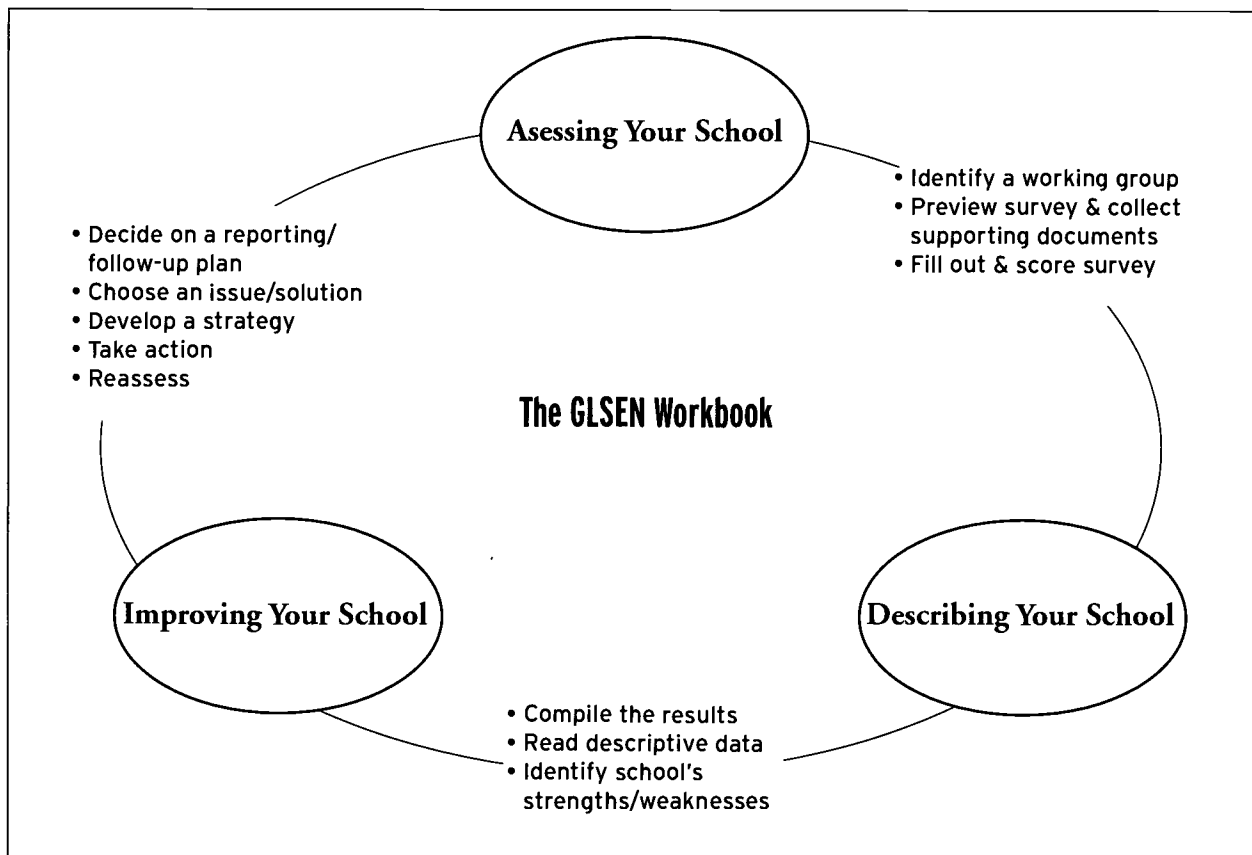 Asessing Your School
• Identify a working group
• Preview survey & collect
supporting documents
• Fill out & score survey
• Decide on a reporting/
follow-up plan
• Choose an issue/solution
• Develop a strategy
• Take action
• Reassess
The GLSEN Workbook
Improving Your School
Describing Your School
• Compile the results
• Read descriptive data
• Identify school's
strengths/weaknesses